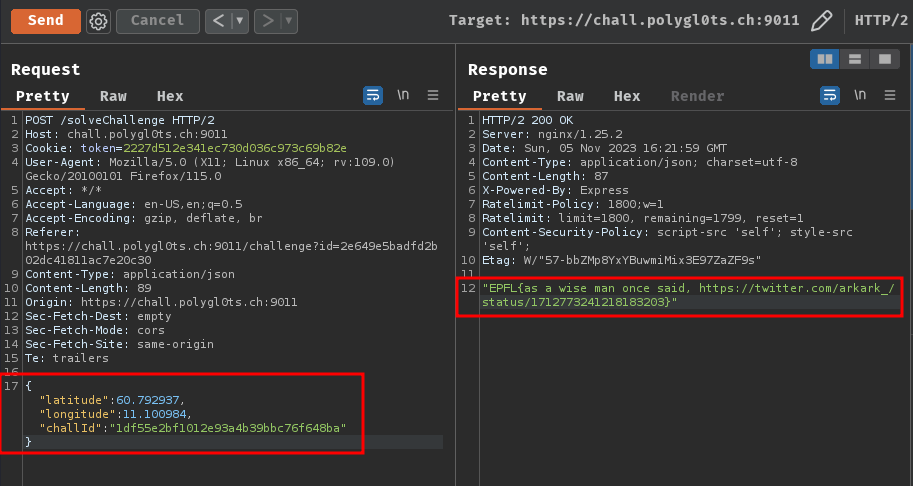 Send Cancel < ▾ > ▾ Target: https://chall.polygl0ts.ch:9011 HTTP/2
Request
Pretty Raw Hex \n
1 POST /solveChallenge HTTP/2
2 Host: chall.polygl0ts.ch:9011
3 Cookie: token=2227d512e341ec730d036c973c69b82e
4 User-Agent: Mozilla/5.0 (X11; Linux x86_64; rv:109.0)
Gecko/20100101 Firefox/115.0
5 Accept: */*
6 Accept-Language: en-US,en;q=0.5
7 Accept-Encoding: gzip, deflate, br
8 Referer:
https://chall.polygl0ts.ch:9011/challenge?id=2e649e5badfd2b
02dc41811ac7e20c30
9 Content-Type: application/json
10 Content-Length: 89
11 Origin: https://chall.polygl0ts.ch:9011
12 Sec-Fetch-Dest: empty
13 Sec-Fetch-Mode: cors
14 Sec-Fetch-Site: same-origin
15 Te: trailers
16
17 {
"latitude":60.792937,
"longitude":11.100984,
"challId":"1df55e2bf1012e93a4b39bbc76f648ba"
}
Response
Pretty Raw Hex Render \n
1 HTTP/2 200 OK
2 Server: nginx/1.25.2
3 Date: Sun, 05 Nov 2023 16:21:59 GMT
4 Content-Type: application/json; charset=utf-8
5 Content-Length: 87
6 X-Powered-By: Express
7 Ratelimit-Policy: 1800;w=1
8 Ratelimit: limit=1800, remaining=1799, reset=1
9 Content-Security-Policy: script-src 'self'; style-src
'self';
10 Etag: W/"57-bbZMp8YxYBuwmiMix3E97ZaZF9s"
11
12 "EPFL{as a wise man once said, https://twitter.com/arkark_/
status/1712773241218183203}"